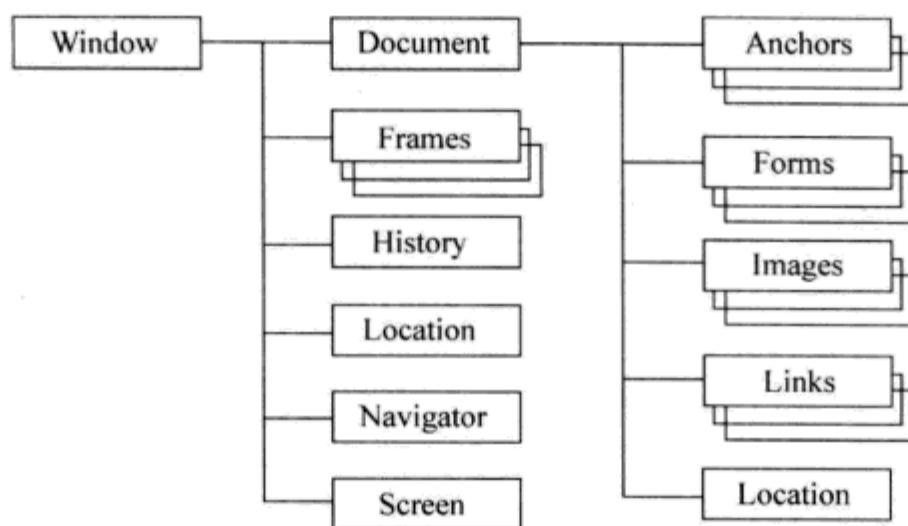 Window
Document
Anchors
Frames
Forms
History
Images
Location
Links
Navigator
Screen
Location